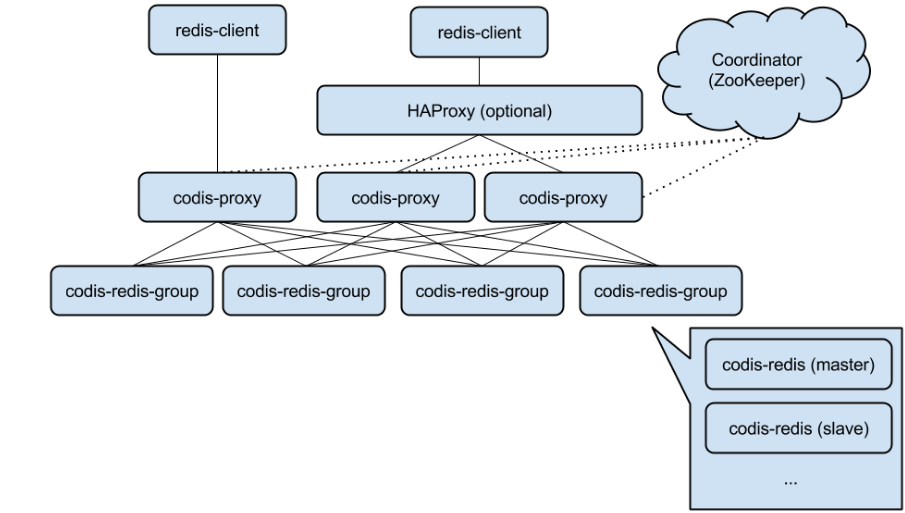 redis-client
redis-client
Coordinator
(ZooKeeper)
HAProxy (optional)
codis-proxy
codis-proxy
codis-proxy
codis-redis-group
codis-redis-group
codis-redis-group
codis-redis-group
codis-redis (master)
codis-redis (slave)
...